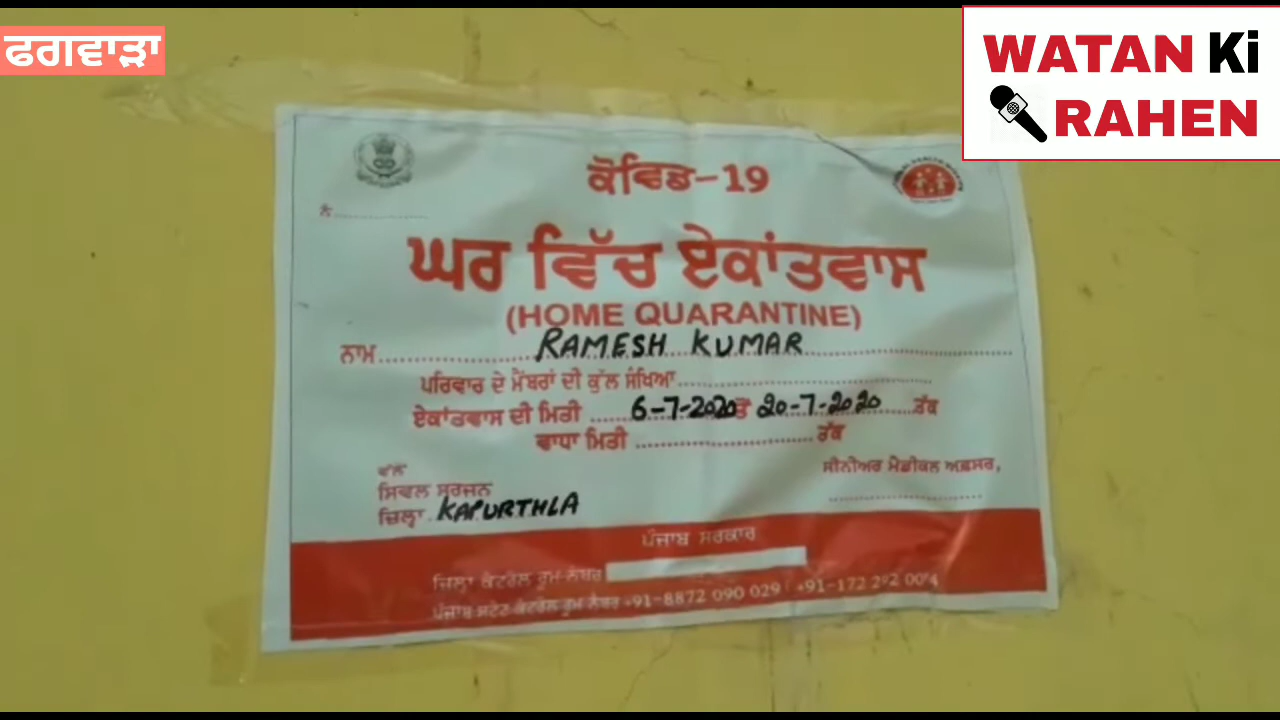 ਫਗਵਾੜਾ
WATAN Ki
RAHEN
ਕੋਵਿਡ-19
ਨੰ..................
ਘਰ ਵਿੱਚ ਏਕਾਂਤਵਾਸ
(HOME QUARANTINE)
ਨਾਮ..............RAMESH KUMAR..............
ਪਰਿਵਾਰ ਦੇ ਮੈਂਬਰਾਂ ਦੀ ਕੁੱਲ ਸੰਖਿਆ..............
ਏਕਾਂਤਵਾਸ ਦੀ ਮਿਤੀ ......6-7-2020 ਤੋਂ 20-7-2020......ਤੱਕ
ਵਾਧਾ ਮਿਤੀ .............. ਤੱਕ
ਵਲੋਂ
ਸਿਵਲ ਸਰਜਨ
ਜ਼ਿਲ੍ਹਾ KAPURTHLA
ਸੀਨੀਅਰ ਮੈਡੀਕਲ ਅਫ਼ਸਰ,
ਪੰਜਾਬ ਸਰਕਾਰ
ਜ਼ਿਲ੍ਹਾ ਕੰਟਰੋਲ ਰੂਮ ਨੰਬਰ
ਪੰਜਾਬ ਸਟੇਟ ਕੰਟਰੋਲ ਰੂਮ ਨੰਬਰ +91-8872 090 029 | +91-172 292 0074